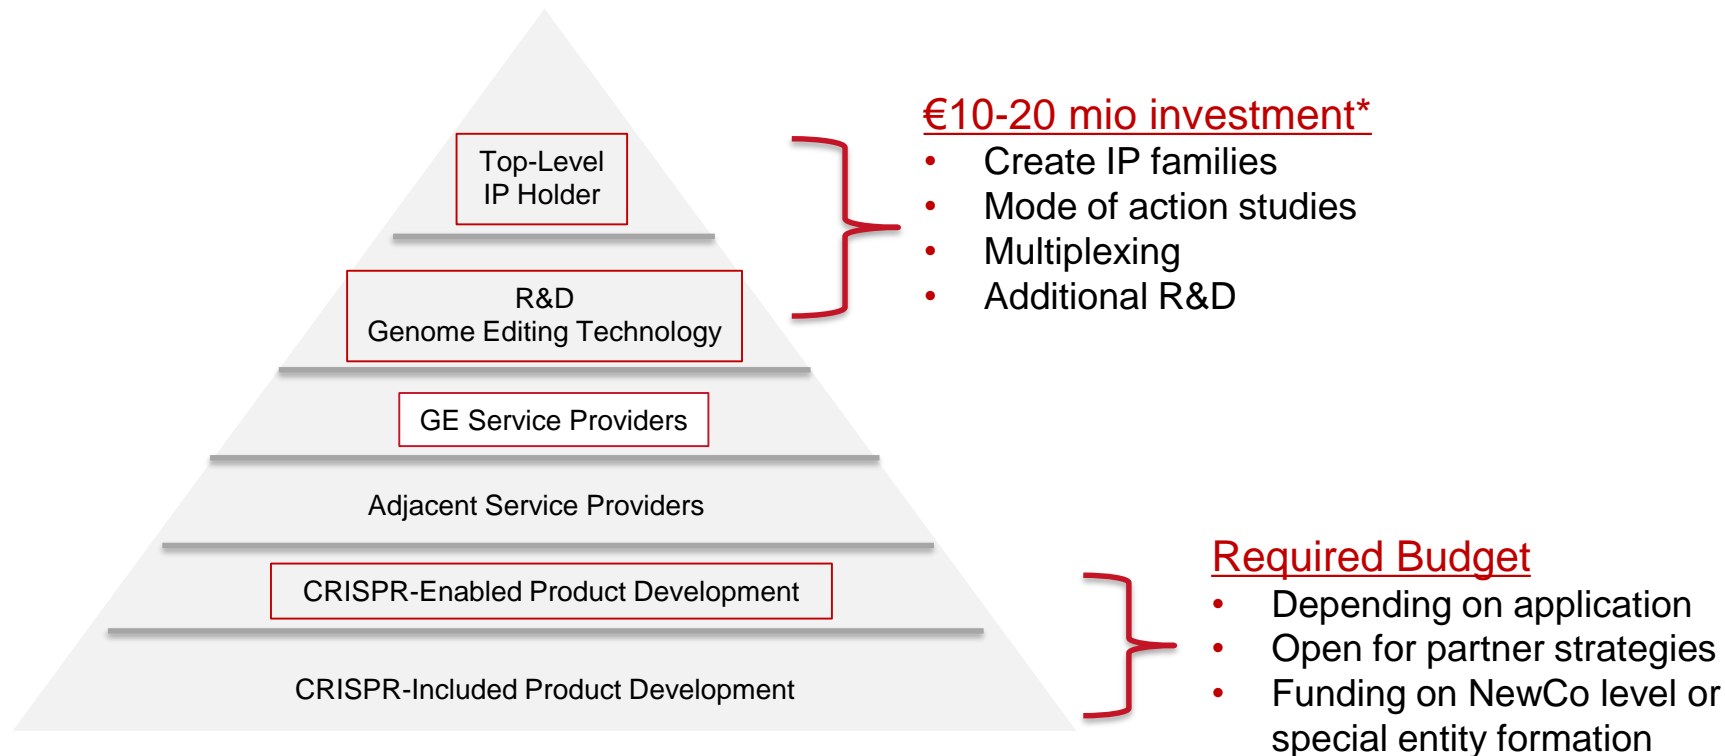 Top-Level
IP Holder
R&D
Genome Editing Technology
GE Service Providers
Adjacent Service Providers
CRISPR-Enabled Product Development
CRISPR-Included Product Development
€10-20 mio investment*
• Create IP families
• Mode of action studies
• Multiplexing
• Additional R&D
Required Budget
• Depending on application
• Open for partner strategies
• Funding on NewCo level or
special entity formation